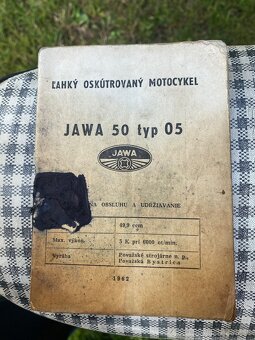 ĽAHKÝ OSKÚTROVANÝ MOTOCYKEL
JAWA 50 typ 05
JAWA
NA OBSLUHU A UDRŽIAVANIE
49,9 ccm
Max. výkon 3 K pri 6000 ot/min.
Výroba Považské strojárne n. p.,
Považská Bystrica
1962